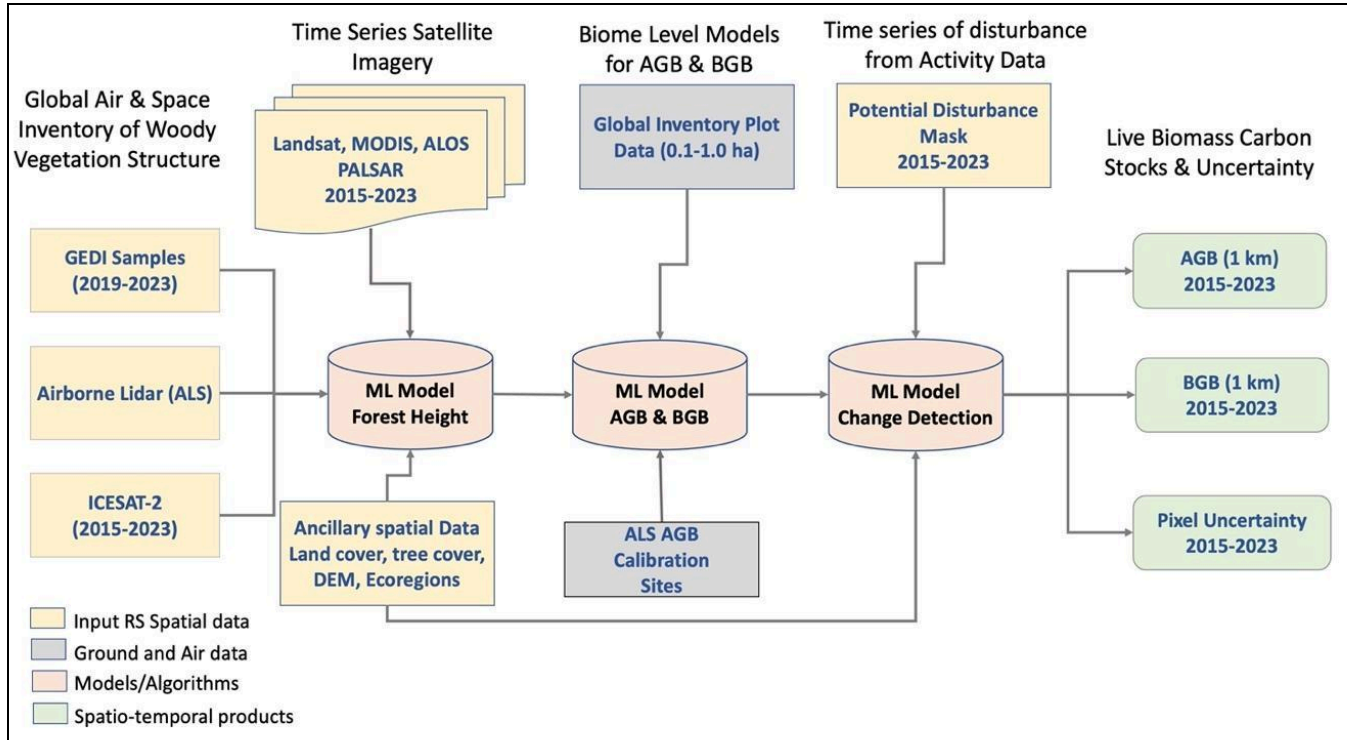 Global Air & Space
Inventory of Woody
Vegetation Structure
GEDI Samples
(2019-2023)
Airborne Lidar (ALS)
ICESAT-2
(2015-2023)
Time Series Satellite
Imagery
Landsat, MODIS, ALOS
PALSAR
2015-2023
ML Model
Forest Height
Ancillary spatial Data
Land cover, tree cover,
DEM, Ecoregions
Biome Level Models
for AGB & BGB
Global Inventory Plot
Data (0.1-1.0 ha)
ML Model
AGB & BGB
ALS AGB
Calibration
Sites
Time series of disturbance
from Activity Data
Potential Disturbance
Mask
2015-2023
ML Model
Change Detection
Live Biomass Carbon
Stocks & Uncertainty
AGB (1 km)
2015-2023
BGB (1 km)
2015-2023
Pixel Uncertainty
2015-2023
Input RS Spatial data
Ground and Air data
Models/Algorithms
Spatio-temporal products